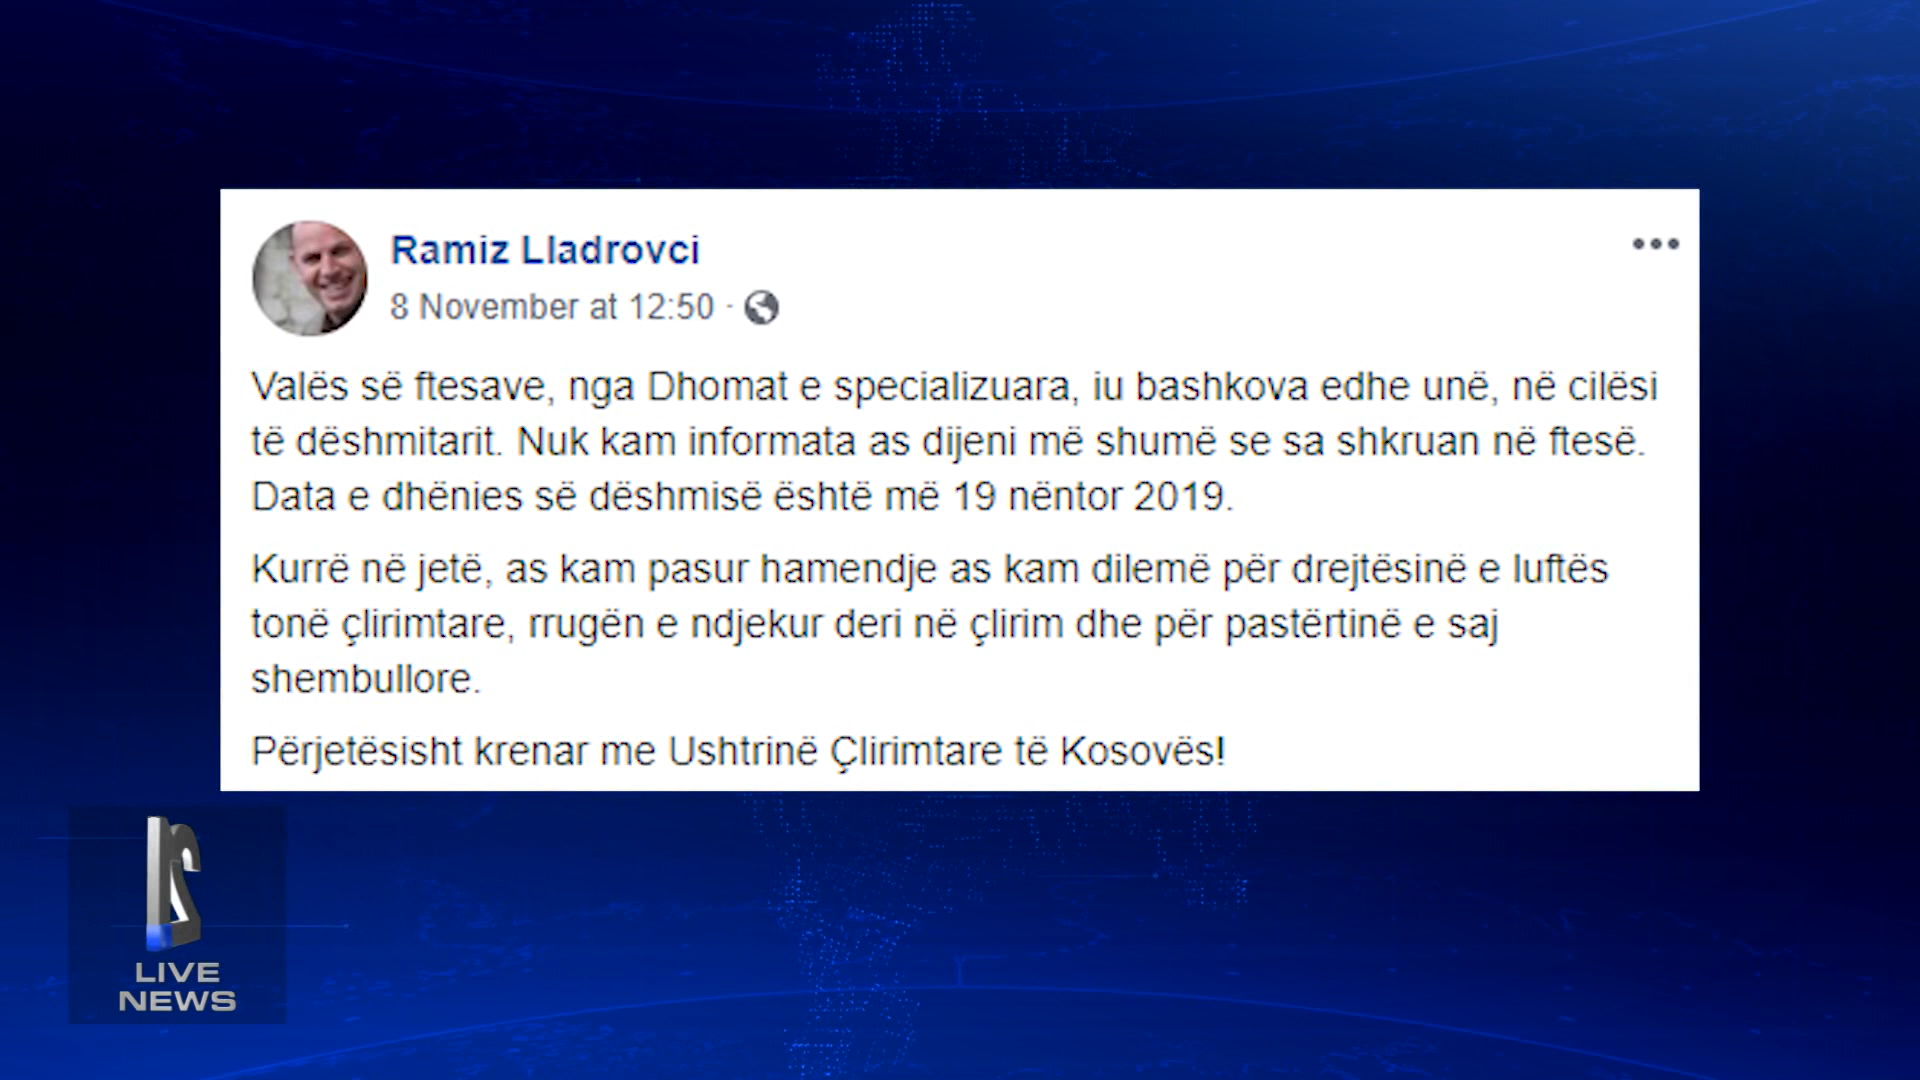 Ramiz Lladrovci
8 November at 12:50 ·
Valës së ftesave, nga Dhomat e specializuara, iu bashkova edhe unë, në cilësi
të dëshmitarit. Nuk kam informata as dijeni më shumë se sa shkruan në ftesë.
Data e dhënies së dëshmisë është më 19 nëntor 2019.
Kurrë në jetë, as kam pasur hamendje as kam dilemë për drejtësinë e luftës
tonë çlirimtare, rrugën e ndjekur deri në çlirim dhe për pastërtinë e saj
shembullore.
Përjetësisht krenar me Ushtrinë Çlirimtare të Kosovës!
LIVE
NEWS